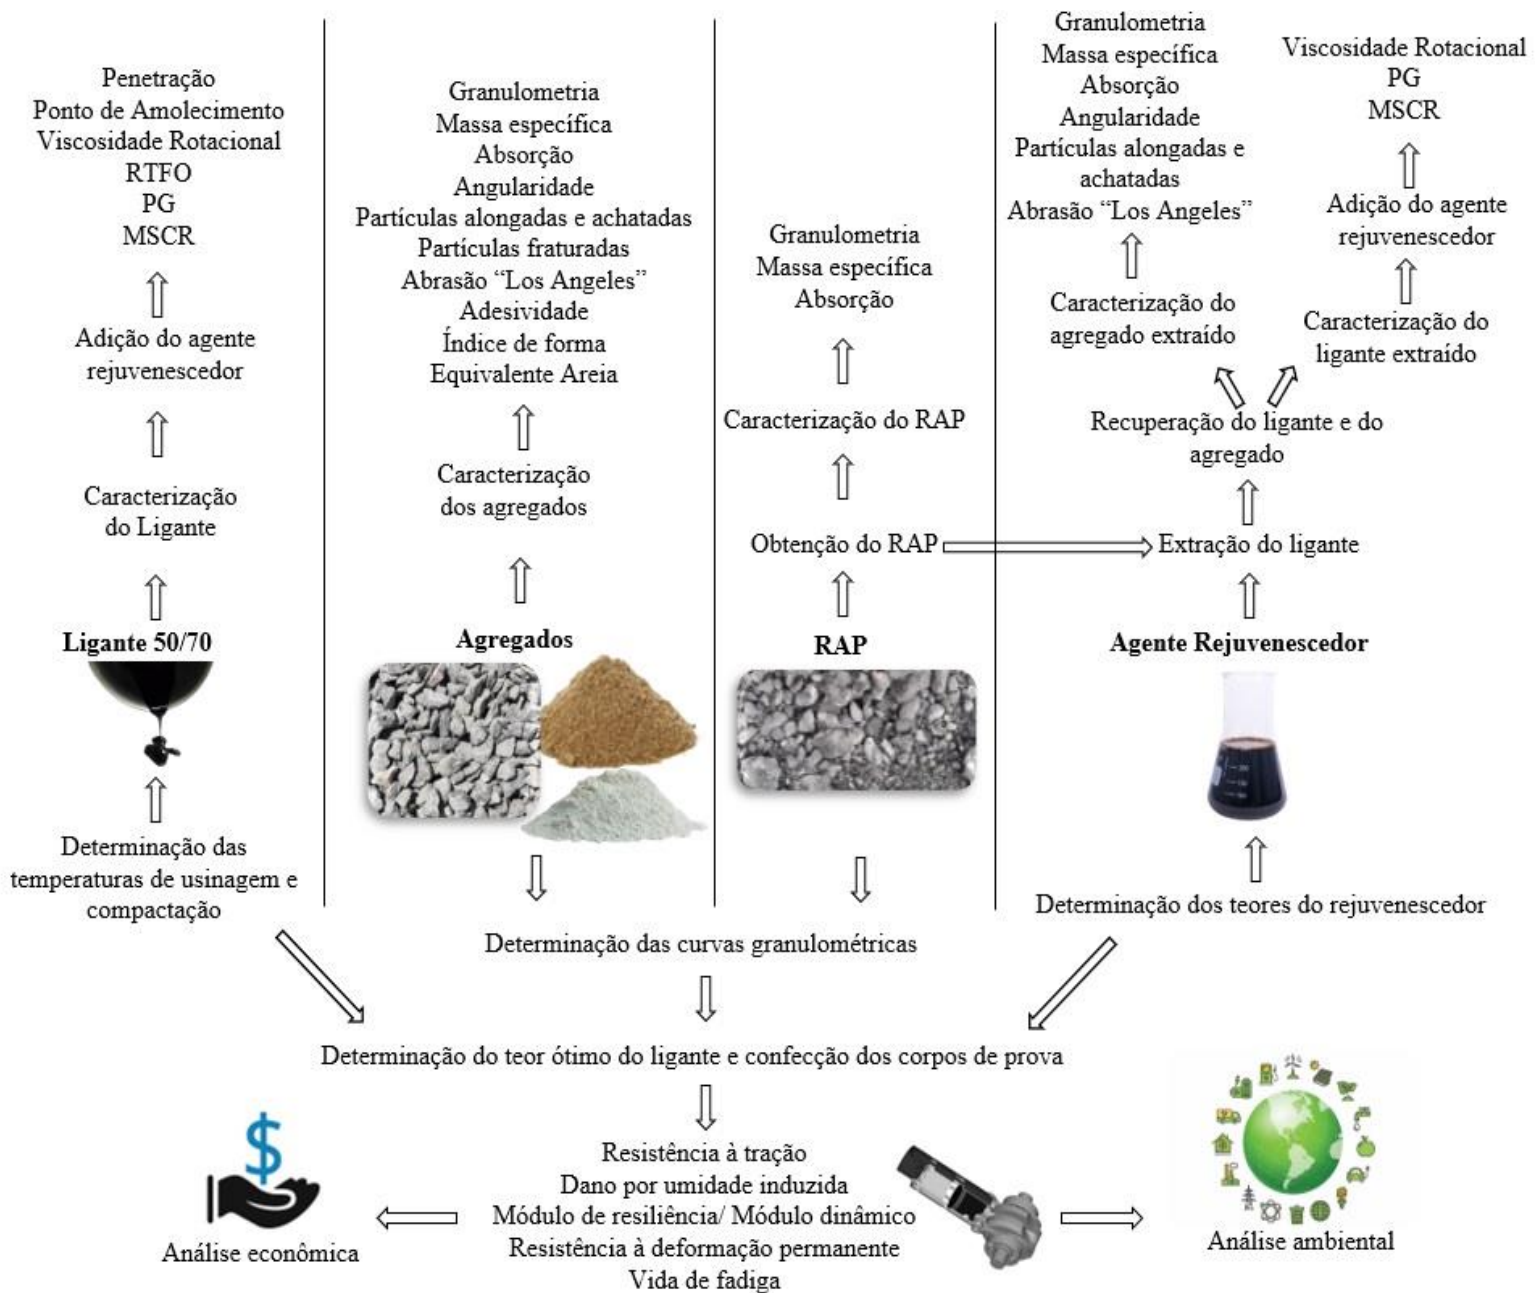 Penetração
Ponto de Amolecimento
Viscosidade Rotacional
RTFO
PG
MSCR
Adição do agente
rejuvenescedor
Caracterização
do Ligante
Ligante 50/70
Determinação das
temperaturas de usinagem e
compactação
Granulometria
Massa específica
Absorção
Angularidade
Partículas alongadas e achatadas
Partículas fraturadas
Abrasão “Los Angeles”
Adesividade
Índice de forma
Equivalente Areia
Caracterização
dos agregados
Agregados
Granulometria
Massa específica
Absorção
Caracterização do RAP
Obtenção do RAP
RAP
Granulometria
Massa específica
Absorção
Angularidade
Partículas alongadas e
achatadas
Abrasão “Los Angeles”
Caracterização do
agregado extraído
Viscosidade Rotacional
PG
MSCR
Adição do agente
rejuvenescedor
Caracterização do
ligante extraído
Recuperação do ligante e do
agregado
Extração do ligante
Agente Rejuvenescedor
Determinação dos teores do rejuvenescedor
Determinação das curvas granulométricas
Determinação do teor ótimo do ligante e confecção dos corpos de prova
Resistência à tração
Dano por umidade induzida
Módulo de resiliência/ Módulo dinâmico
Resistência à deformação permanente
Vida de fadiga
$
Análise econômica
Análise ambiental